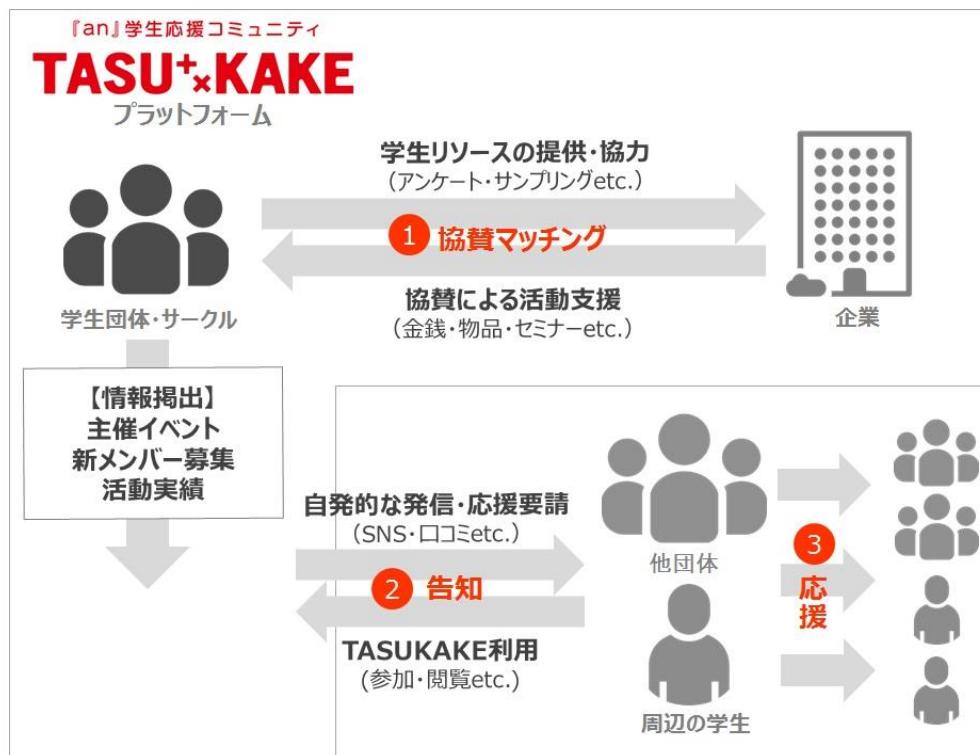 『an』学生応援コミュニティ
TASU+×KAKE
プラットフォーム
学生リソースの提供・協力
（アンケート・サンプリングetc.）
1 協賛マッチング
協賛による活動支援
（金銭・物品・セミナーetc.）
学生団体・サークル
企業
【情報掲出】
主催イベント
新メンバー募集
活動実績
自発的な発信・応援要請
（SNS・口コミetc.）
2 告知
TASUKAKE利用
(参加・閲覧etc.)
他団体
周辺の学生
3
応
援